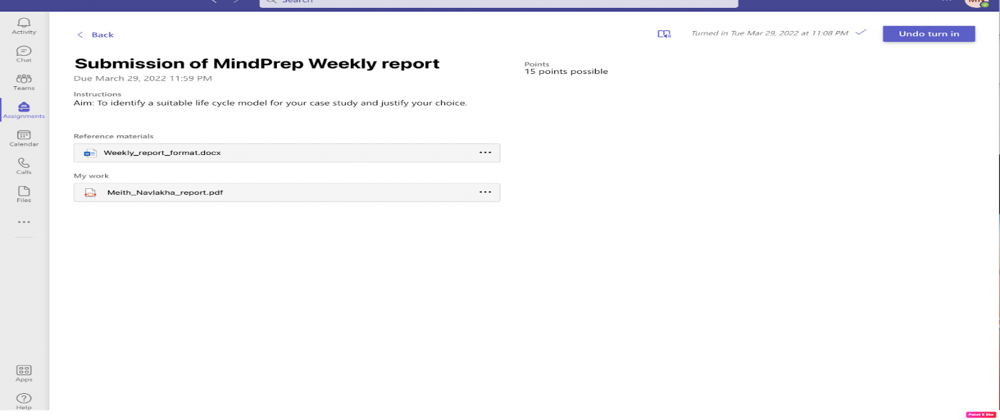 Search
Activity
Chat
Teams
Assignments
Calendar
Calls
Files
Apps
Help
Back
Turned in Tue Mar 29, 2022 at 11:08 PM
Undo turn in
Submission of MindPrep Weekly report
Due March 29, 2022 11:59 PM
Points
15 points possible
Instructions
Aim: To identify a suitable life cycle model for your case study and justify your choice.
Reference materials
Weekly_report_format.docx
My work
Meith_Navlakha_report.pdf